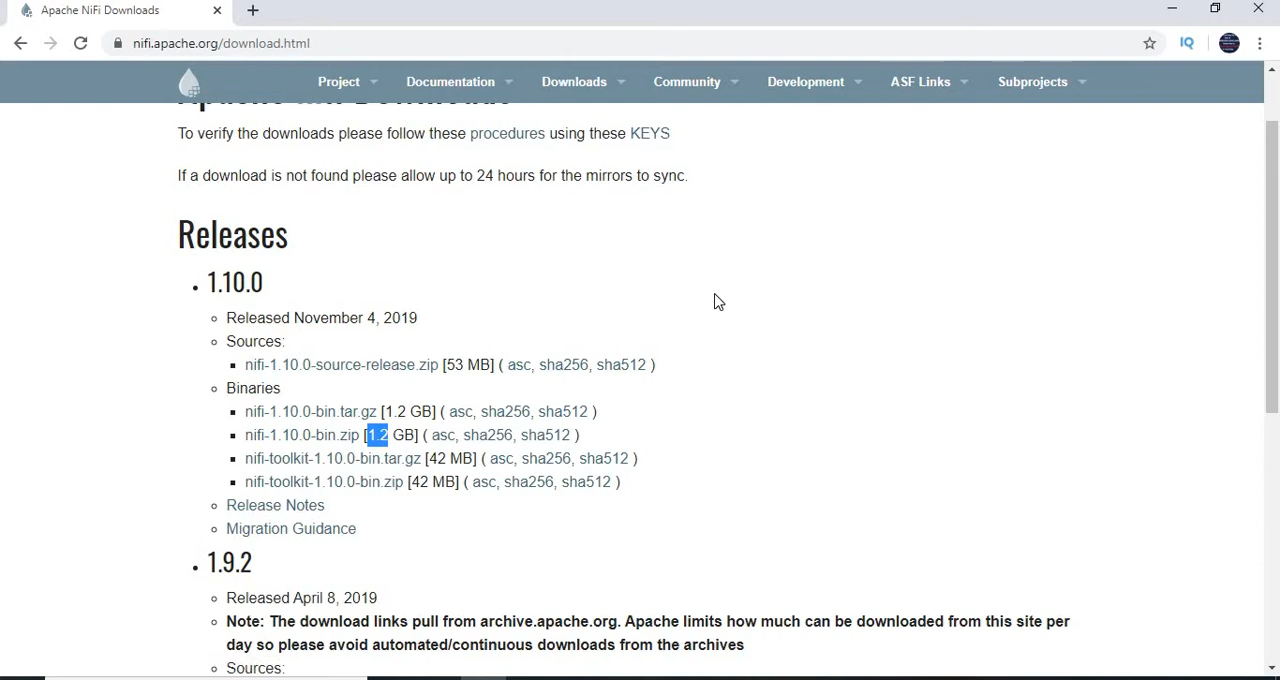 Apache NiFi Downloads
nifi.apache.org/download.html
IQ
Project Documentation Downloads Community Development ASF Links Subprojects
Apache NiFi Downloads
To verify the downloads please follow these procedures using these KEYS
If a download is not found please allow up to 24 hours for the mirrors to sync.
Releases
1.10.0
Released November 4, 2019
Sources:
nifi-1.10.0-source-release.zip [53 MB] ( asc, sha256, sha512 )
Binaries
nifi-1.10.0-bin.tar.gz [1.2 GB] ( asc, sha256, sha512 )
nifi-1.10.0-bin.zip [1.2 GB] ( asc, sha256, sha512 )
nifi-toolkit-1.10.0-bin.tar.gz [42 MB] ( asc, sha256, sha512 )
nifi-toolkit-1.10.0-bin.zip [42 MB] ( asc, sha256, sha512 )
Release Notes
Migration Guidance
1.9.2
Released April 8, 2019
Note: The download links pull from archive.apache.org. Apache limits how much can be downloaded from this site per
day so please avoid automated/continuous downloads from the archives
Sources: